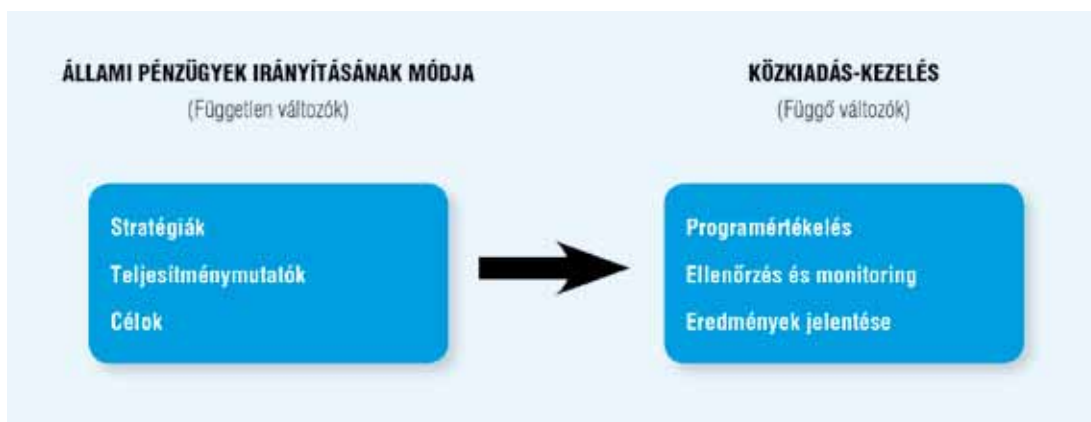 ÁLLAMI PÉNZÜGYEK IRÁNYÍTÁSÁNAK MÓDJA
(Független változók)
Stratégiák
Teljesítménymutatók
Célok
KÖZKIADÁS-KEZELÉS
(Függő változók)
Programértékelés
Ellenőrzés és monitoring
Eredmények jelentése